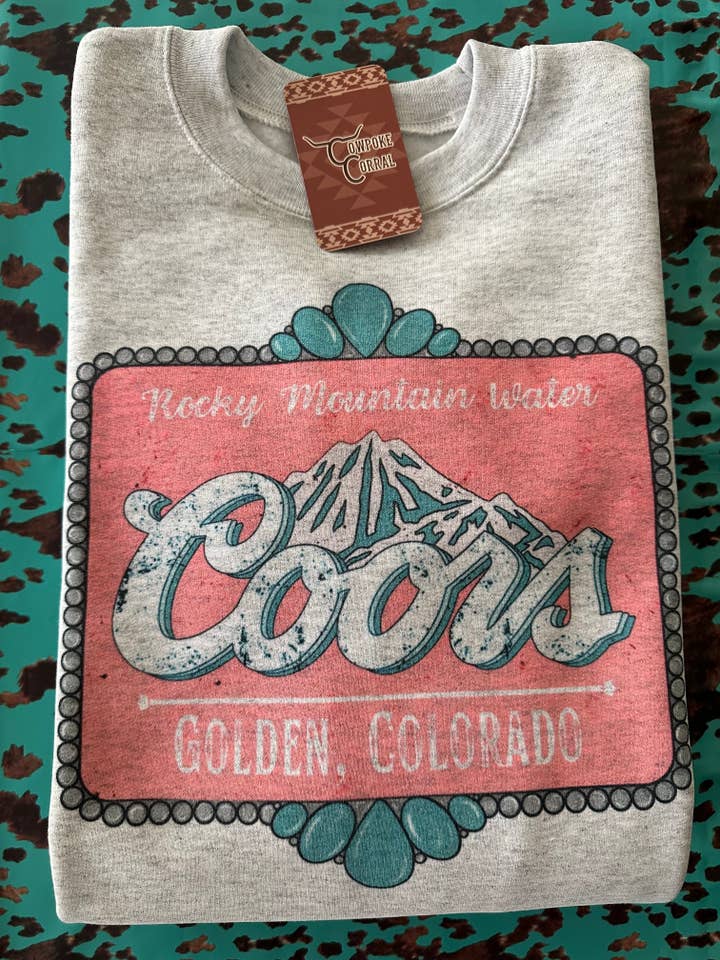 COWPOKE
CORRAL
Rocky Mountain Water
Coors
GOLDEN, COLORADO